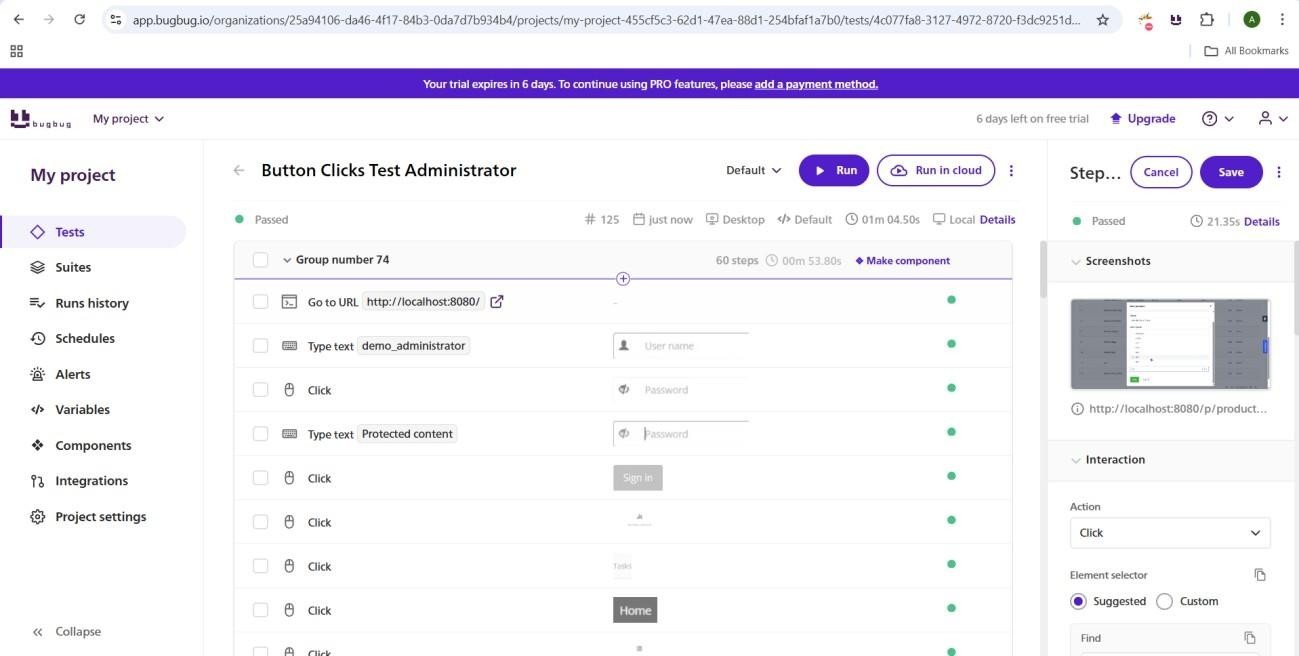 app.bugbug.io/organizations/25a94106-da46-4f17-84b3-0da7d7b934b4/projects/my-project-455cf5c3-62d1-47ea-88d1-254bfaf1a7b0/tests/4c077fa8-3127-4972-8720-f3dc9251d...
A
All Bookmarks
Your trial expires in 6 days. To continue using PRO features, please add a payment method.
bugbug
My project
6 days left on free trial
Upgrade
My project
Tests
Suites
Runs history
Schedules
Alerts
Variables
Components
Integrations
Project settings
Collapse
Button Clicks Test Administrator
Default
Run
Run in cloud
Passed
# 125
just now
Desktop
Default
01m 04.50s
Local Details
Group number 74
60 steps
00m 53.80s
Make component
Go to URL http://localhost:8080/
-
Type text demo_administrator
User name
Click
Password
Type text Protected content
Password
Click
Sign in
Click
Click
Tasks
Click
Home
Click
Step...
Cancel
Save
Passed
21.35s Details
Screenshots
http://localhost:8080/p/product...
Interaction
Action
Click
Element selector
Suggested
Custom
Find